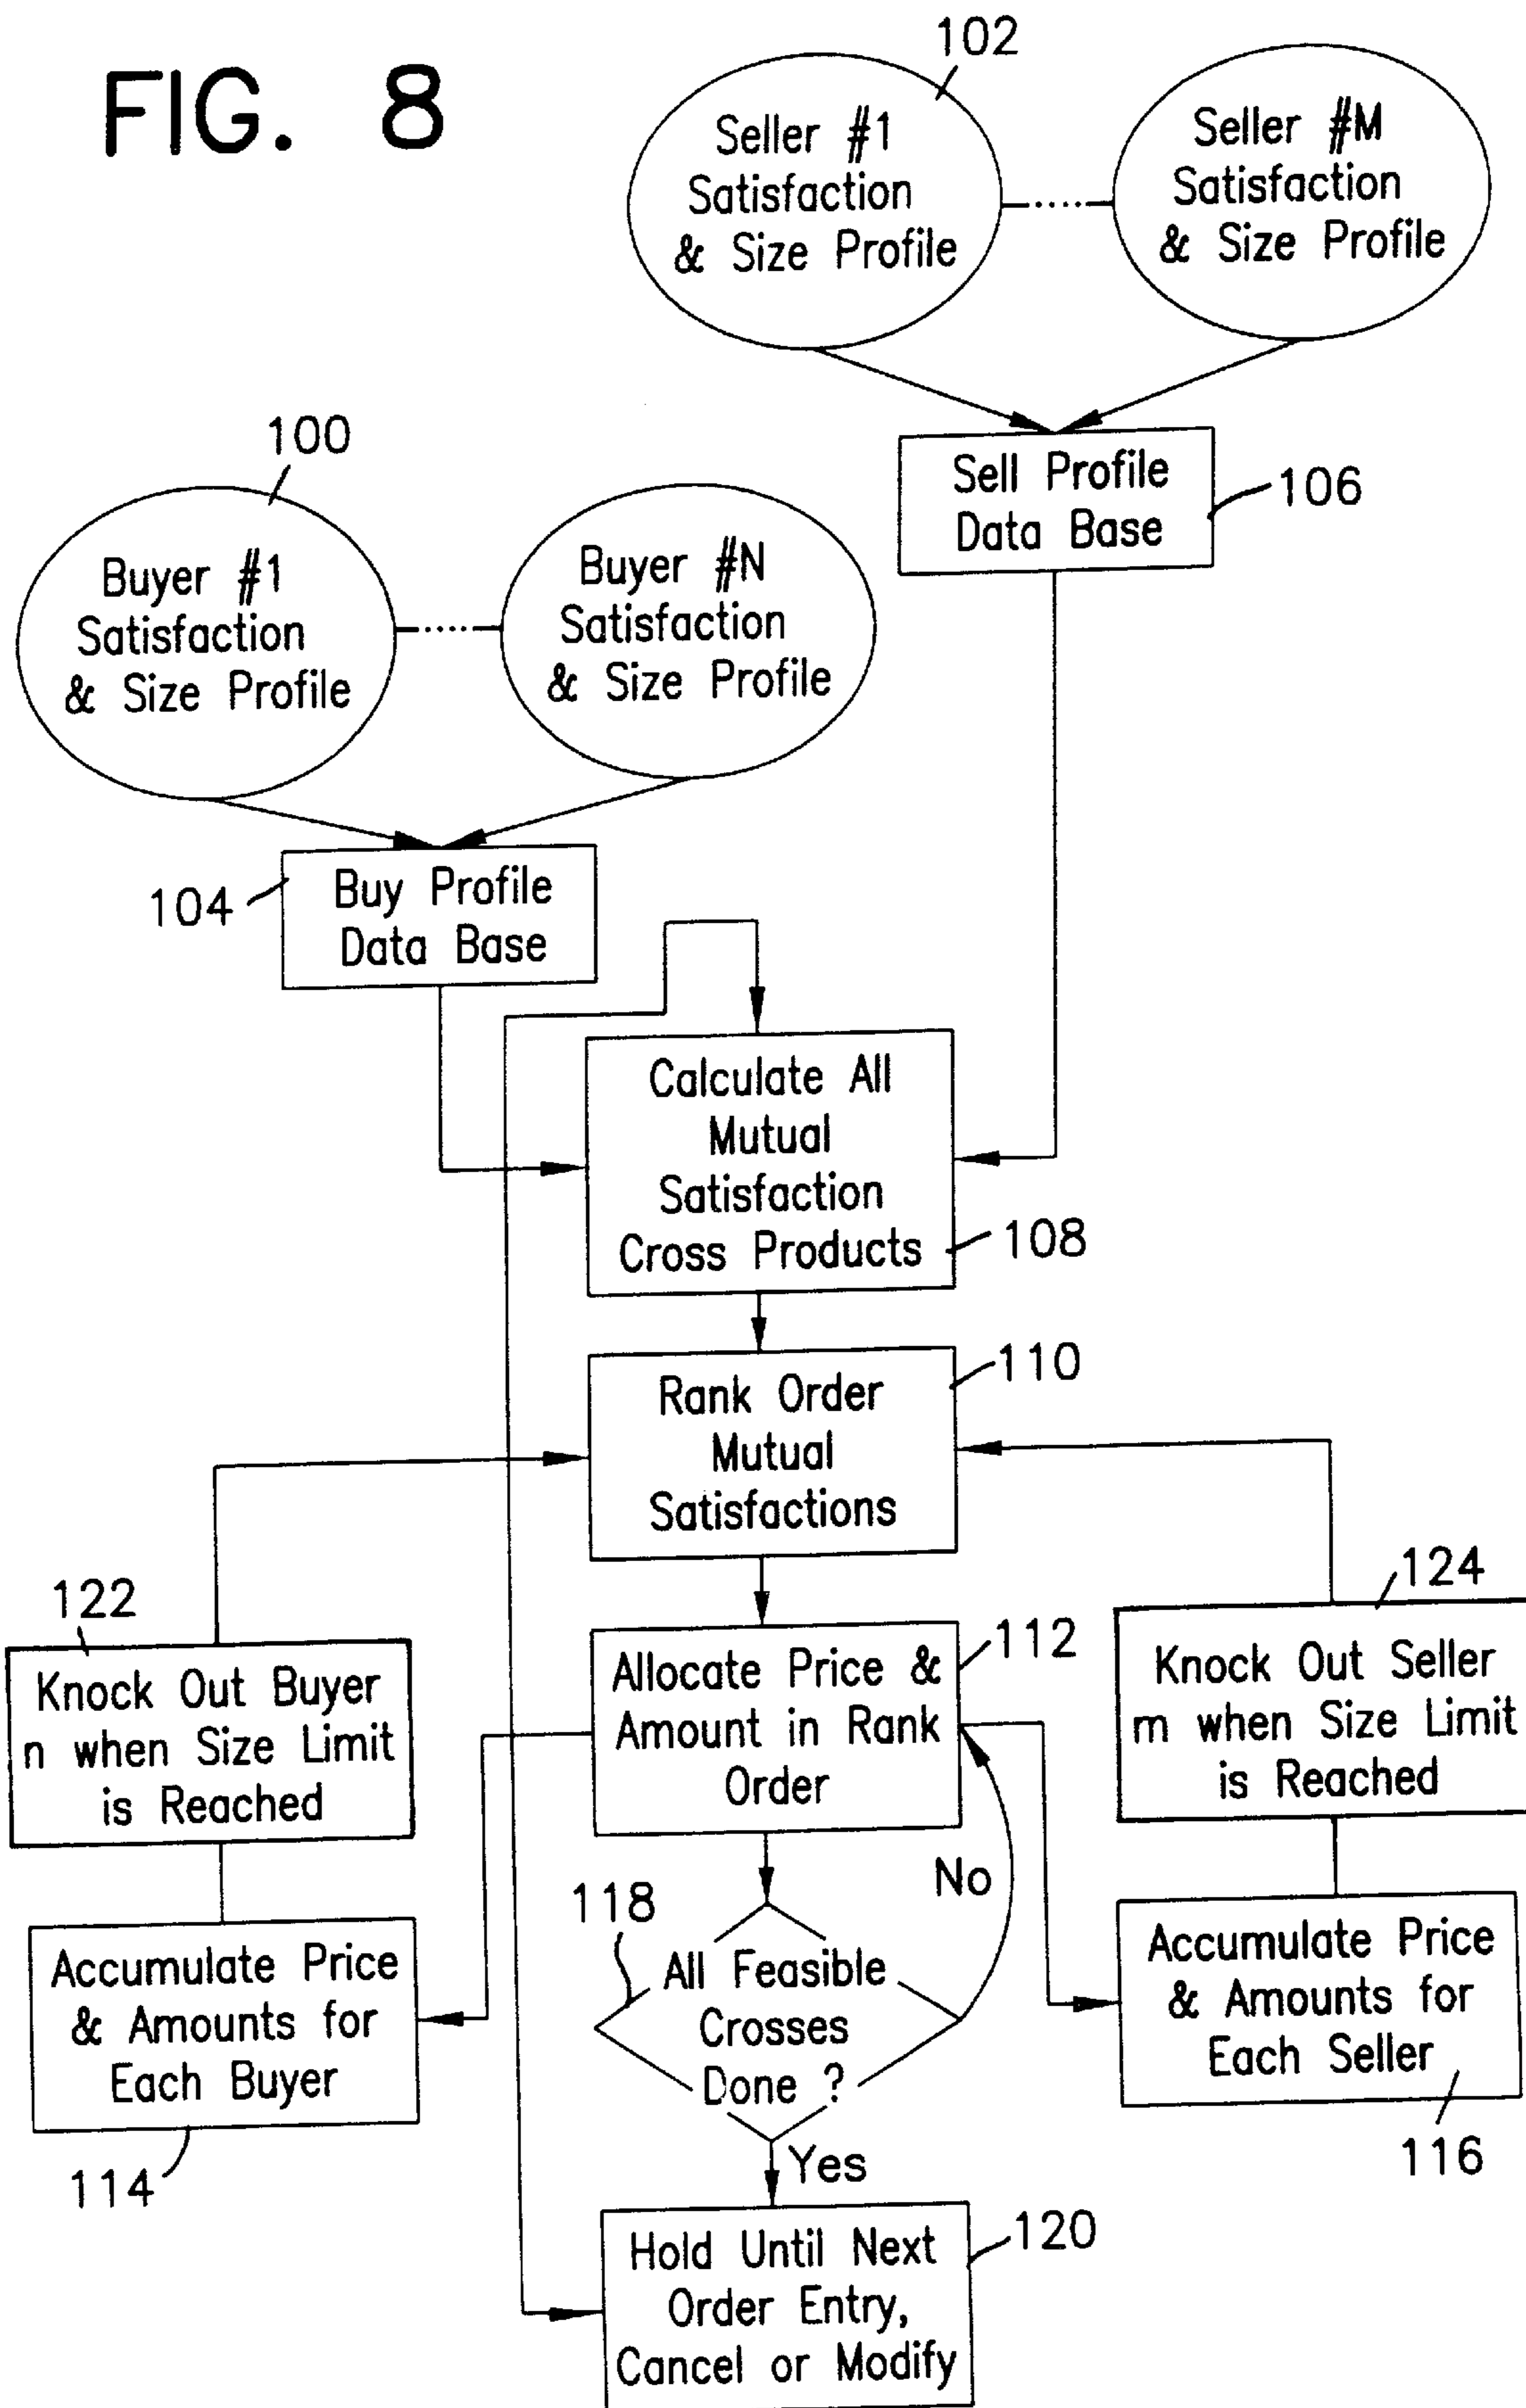 FIG. 8
102
Seller #1
Satisfaction
& Size Profile
Seller #M
Satisfaction
& Size Profile
100
Sell Profile
Data Base
106
Buyer #1
Satisfaction
& Size Profile
Buyer #N
Satisfaction
& Size Profile
104
Buy Profile
Data Base
Calculate All
Mutual
Satisfaction
Cross Products
108
110
Rank Order
Mutual
Satisfactions
122
Knock Out Buyer
n when Size Limit
is Reached
112
Allocate Price &
Amount in Rank
Order
124
Knock Out Seller
m when Size Limit
is Reached
No
118
All Feasible
Crosses
Done ?
Accumulate Price
& Amounts for
Each Buyer
114
Accumulate Price
& Amounts for
Each Seller
116
Yes
Hold Until Next
Order Entry,
Cancel or Modify
120